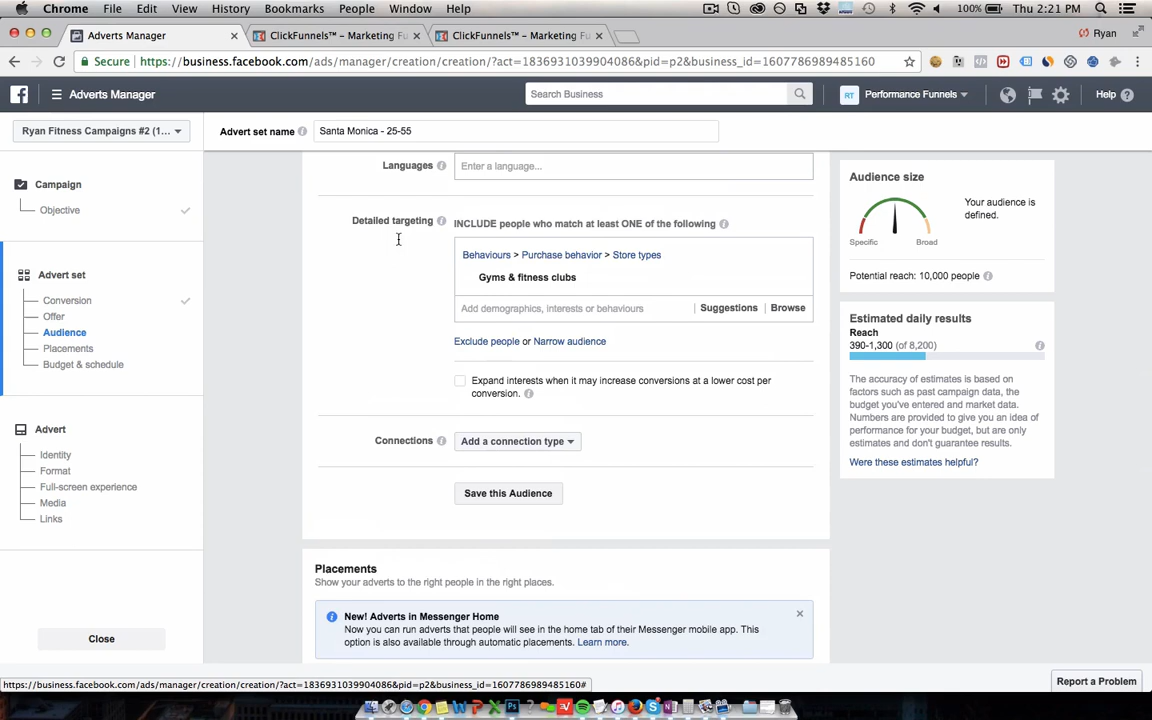 Chrome File Edit View History Bookmarks People Window Help 100% Thu 2:21 PM
Adverts Manager ClickFunnels™ – Marketing Fu ClickFunnels™ – Marketing Fu Ryan
Secure https://business.facebook.com/ads/manager/creation/creation/?act=1836931039904086&pid=p2&business_id=1607786989485160
Adverts Manager Search Business RT Performance Funnels Help
Ryan Fitness Campaigns #2 (1... Advert set name Santa Monica - 25-55
Campaign
Objective
Advert set
Conversion
Offer
Audience
Placements
Budget & schedule
Advert
Identity
Format
Full-screen experience
Media
Links
Close
Languages Enter a language...
Detailed targeting INCLUDE people who match at least ONE of the following
Behaviours > Purchase behavior > Store types
Gyms & fitness clubs
Add demographics, interests or behaviours Suggestions Browse
Exclude people or Narrow audience
Expand interests when it may increase conversions at a lower cost per
conversion.
Connections Add a connection type
Save this Audience
Placements
Show your adverts to the right people in the right places.
New! Adverts in Messenger Home
Now you can run adverts that people will see in the home tab of their Messenger mobile app. This
option is also available through automatic placements. Learn more.
Audience size
Your audience is
defined.
Specific Broad
Potential reach: 10,000 people
Estimated daily results
Reach
390-1,300 (of 8,200)
The accuracy of estimates is based on
factors such as past campaign data, the
budget you've entered and market data.
Numbers are provided to give you an idea of
performance for your budget, but are only
estimates and don't guarantee results.
Were these estimates helpful?
Report a Problem
https://business.facebook.com/ads/manager/creation/creation/?act=1836931039904086&pid=p2&business_id=1607786989485160#